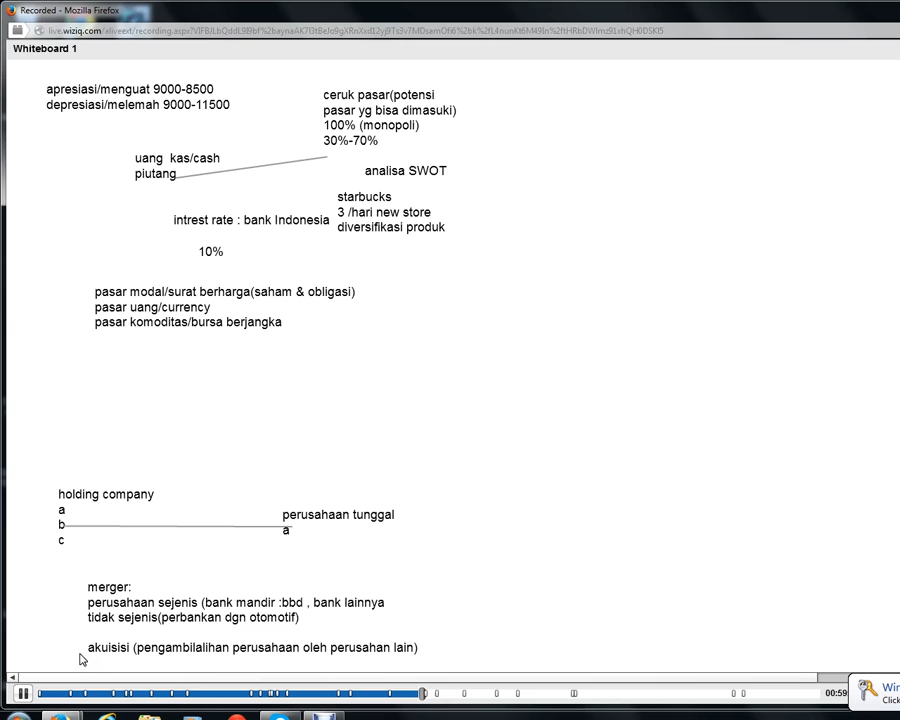 Recorded - Mozilla Firefox
Whiteboard 1
apresiasi/menguat 9000-8500
depresiasi/melemah 9000-11500
ceruk pasar(potensi
pasar yg bisa dimasuki)
100% (monopoli)
30%-70%
uang kas/cash
piutang
analisa SWOT
starbucks
3 /hari new store
diversifikasi produk
intrest rate : bank Indonesia
10%
pasar modal/surat berharga(saham & obligasi)
pasar uang/currency
pasar komoditas/bursa berjangka
holding company
a
b
c
perusahaan tunggal
a
merger:
perusahaan sejenis (bank mandir :bbd , bank lainnya
tidak sejenis(perbankan dgn otomotif)
akuisisi (pengambilalihan perusahaan oleh perusahan lain)
00:59